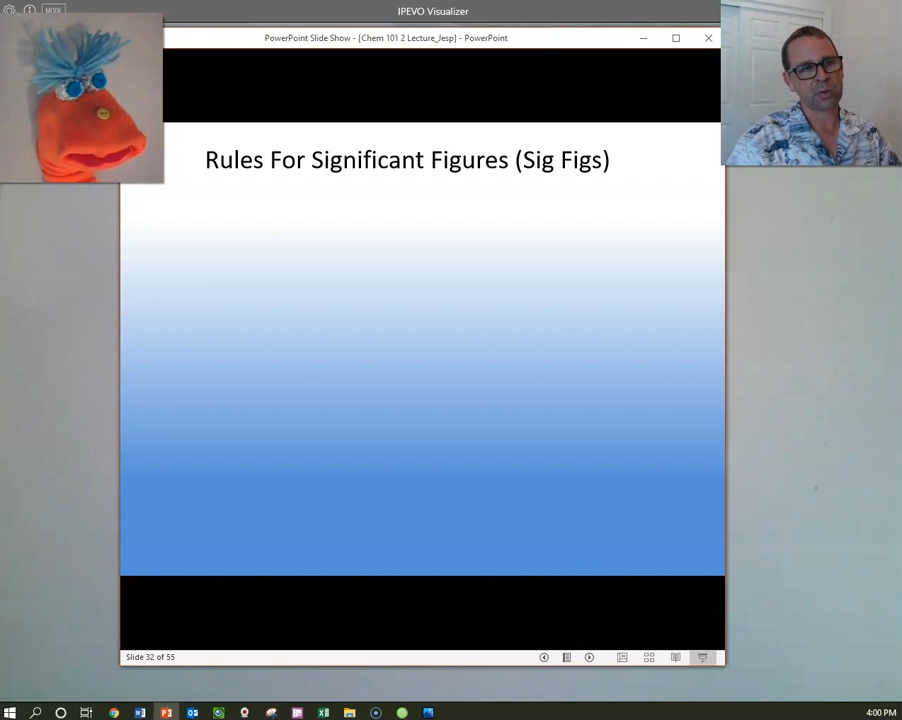 MODE
IPEVO Visualizer
PowerPoint Slide Show - [Chem 101 2 Lecture_Jesp] - PowerPoint
Rules For Significant Figures (Sig Figs)
Slide 32 of 55
4:00 PM